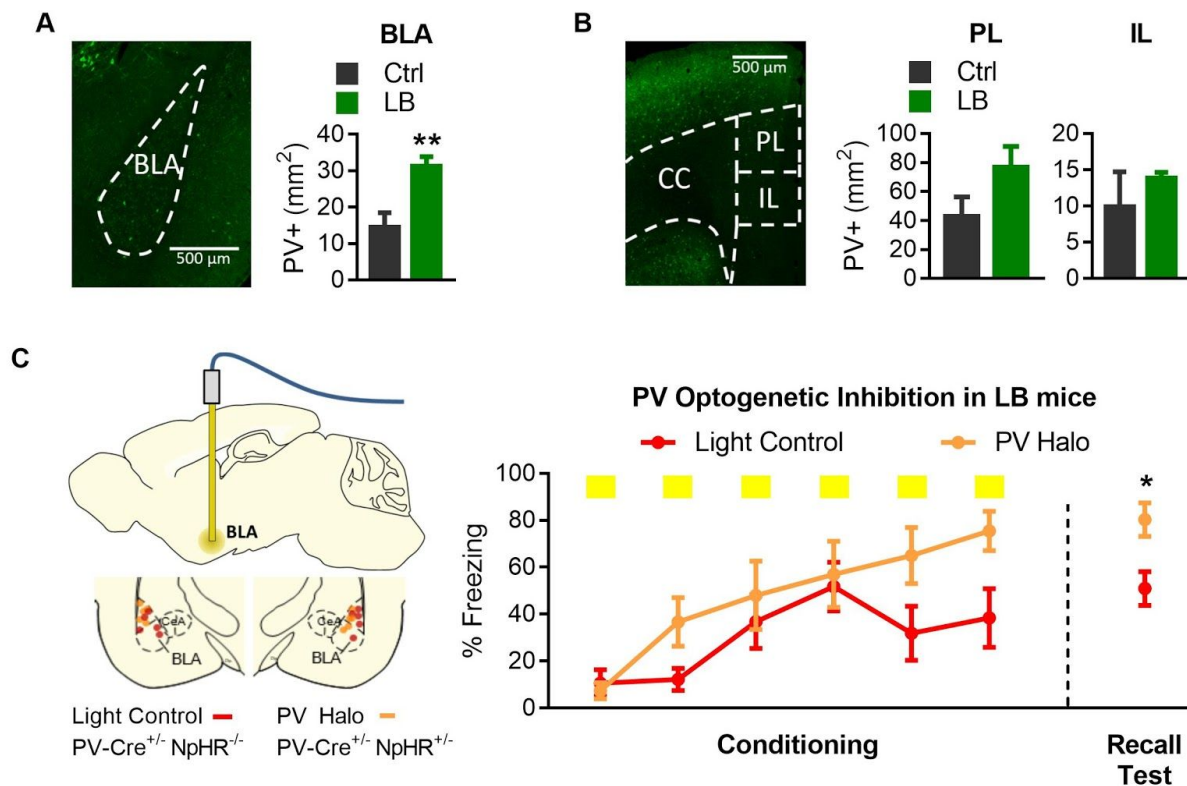 A
BLA
Ctrl
LB
BLA
500 µm
PV+ (mm2)
40
30
20
10
0
**
B
PL
IL
500 µm
PL
CC
IL
Ctrl
LB
PV+ (mm2)
100
80
60
40
20
0
20
15
10
5
0
C
BLA
CeA
CeA
BLA
BLA
Light Control
PV Halo
PV-Cre+/- NpHR-/-
PV-Cre+/- NpHR+/-
PV Optogenetic Inhibition in LB mice
Light Control
PV Halo
% Freezing
100
80
60
40
20
0
*
Conditioning
Recall
Test